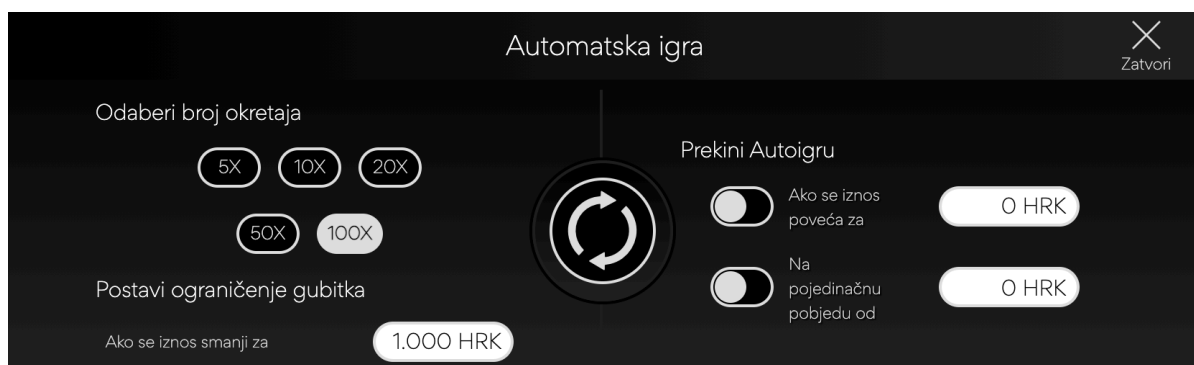 Automatska igra
Zatvori
Odaberi broj okretaja
5X 10X 20X
50X 100X
Postavi ograničenje gubitka
Ako se iznos smanji za 1.000 HRK
Prekini Autoigru
Ako se iznos
poveća za
0 HRK
Na
pojedinačnu
pobjedu od
0 HRK